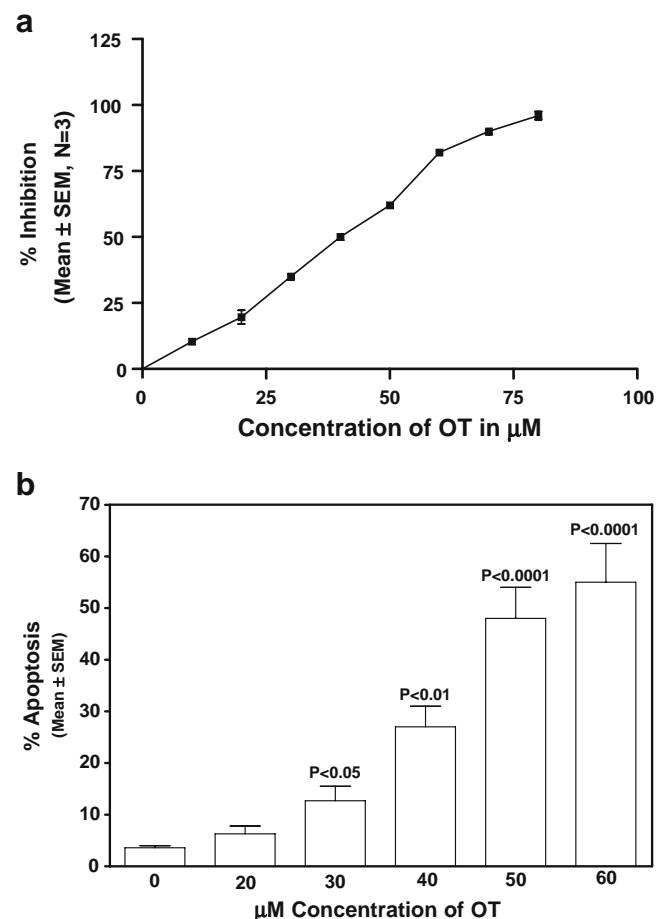 a
125
100
75
50
25
0
% Inhibition
(Mean ± SEM, N=3)
0 25 50 75 100
Concentration of OT in μM
b
70
60
50
40
30
20
10
0
% Apoptosis
(Mean ± SEM)
P<0.05
P<0.01
P<0.0001
P<0.0001
0 20 30 40 50 60
μM Concentration of OT